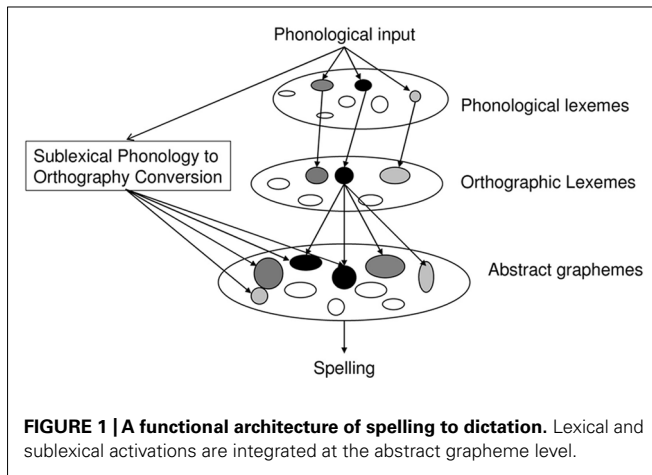 Phonological input
Phonological lexemes
Sublexical Phonology to
Orthography Conversion
Orthographic Lexemes
Abstract graphemes
Spelling
FIGURE 1 | A functional architecture of spelling to dictation. Lexical and
sublexical activations are integrated at the abstract grapheme level.